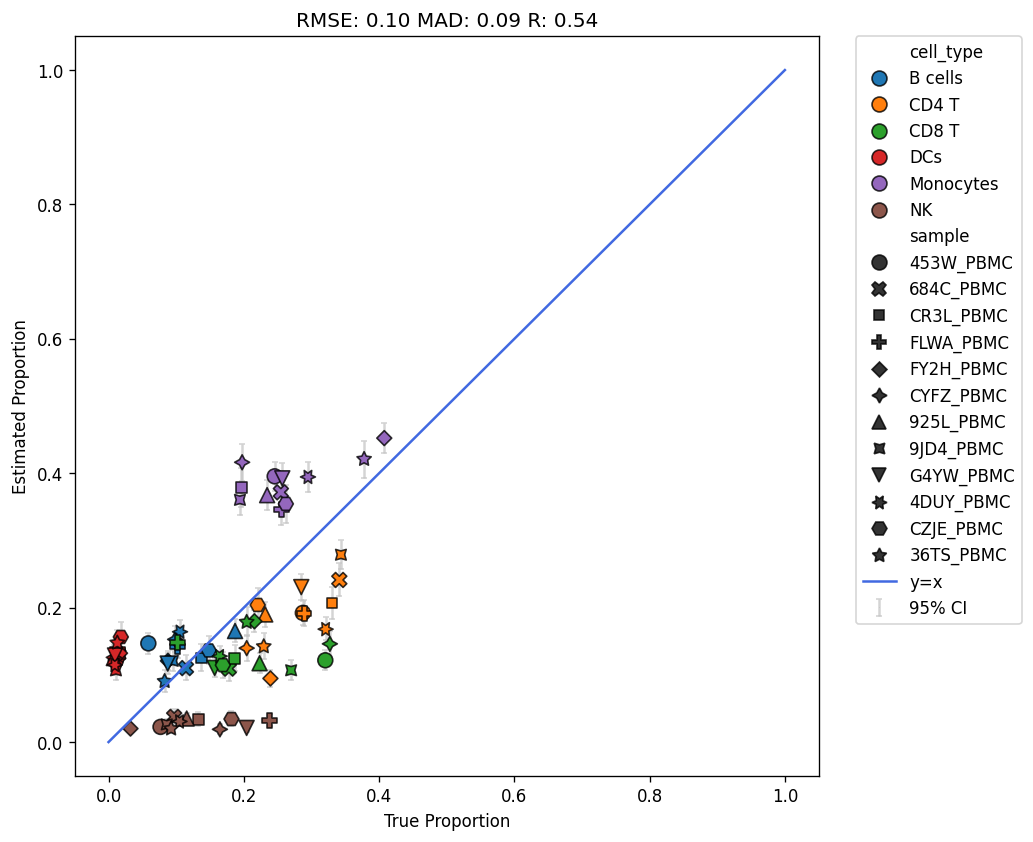 RMSE: 0.10 MAD: 0.09 R: 0.54
1.0
0.8
0.6
0.4
0.2
0.0
Estimated Proportion
0.0 0.2 0.4 0.6 0.8 1.0
True Proportion
cell_type
B cells
CD4 T
CD8 T
DCs
Monocytes
NK
sample
453W_PBMC
684C_PBMC
CR3L_PBMC
FLWA_PBMC
FY2H_PBMC
CYFZ_PBMC
925L_PBMC
9JD4_PBMC
G4YW_PBMC
4DUY_PBMC
CZJE_PBMC
36TS_PBMC
y=x
95% CI